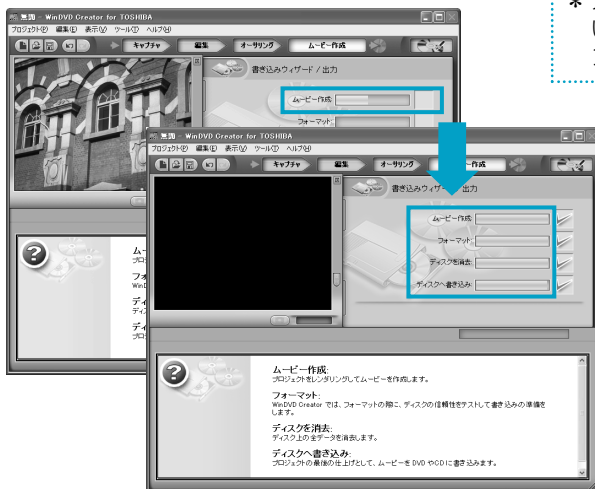 無題 - WinDVD Creator for TOSHIBA
プロジェクト(P) 編集(E) 表示(V) ツール(T) ヘルプ(H)
キャプチャ 編集 オーサリング ムービー作成
書き込みウィザード / 出力
ムービー作成:
フォーマット:
無題 - WinDVD Creator for TOSHIBA
プロジェクト(P) 編集(E) 表示(V) ツール(T) ヘルプ(H)
キャプチャ 編集 オーサリング
書き込みウィザ 出力
ムービー作成:
フォーマット:
ディスクを消去:
ディスクへ書き込み:
ムービー作成:
プロジェクトをレンダリングしてムービーを作成します。
フォーマット:
WinDVD Creator では、フォーマットの際に、ディスクの信頼性をテストして書き込みの準備を
します。
ディスクを消去:
ディスク上の全データを消去します。
ディスクへ書き込み:
プロジェクトの最後の仕上げとして、ムービーを DVD やCDに書き込みます。